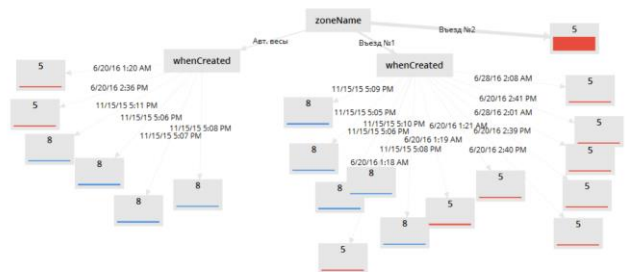 zoneName
5
Авт. весы
Въезд №1
Въезд №2
whenCreated
whenCreated
5
6/20/16 1:20 AM
6/20/16 2:36 PM
11/15/15 5:11 PM
11/15/15 5:06 PM
11/15/15 5:08 PM
11/15/15 5:07 PM
5
8
8
8
8
11/15/15 5:09 PM
11/15/15 5:05 PM
11/15/15 5:10 PM
11/15/15 5:06 PM
11/15/15 5:08 PM
6/20/16 1:18 AM
6/20/16 1:21 AM
6/20/16 1:19 AM
6/28/16 2:08 AM
6/20/16 2:41 PM
6/28/16 2:01 AM
6/20/16 2:39 PM
6/20/16 2:40 PM
8
8
8
8
8
5
5
5
5
5
5
5
5